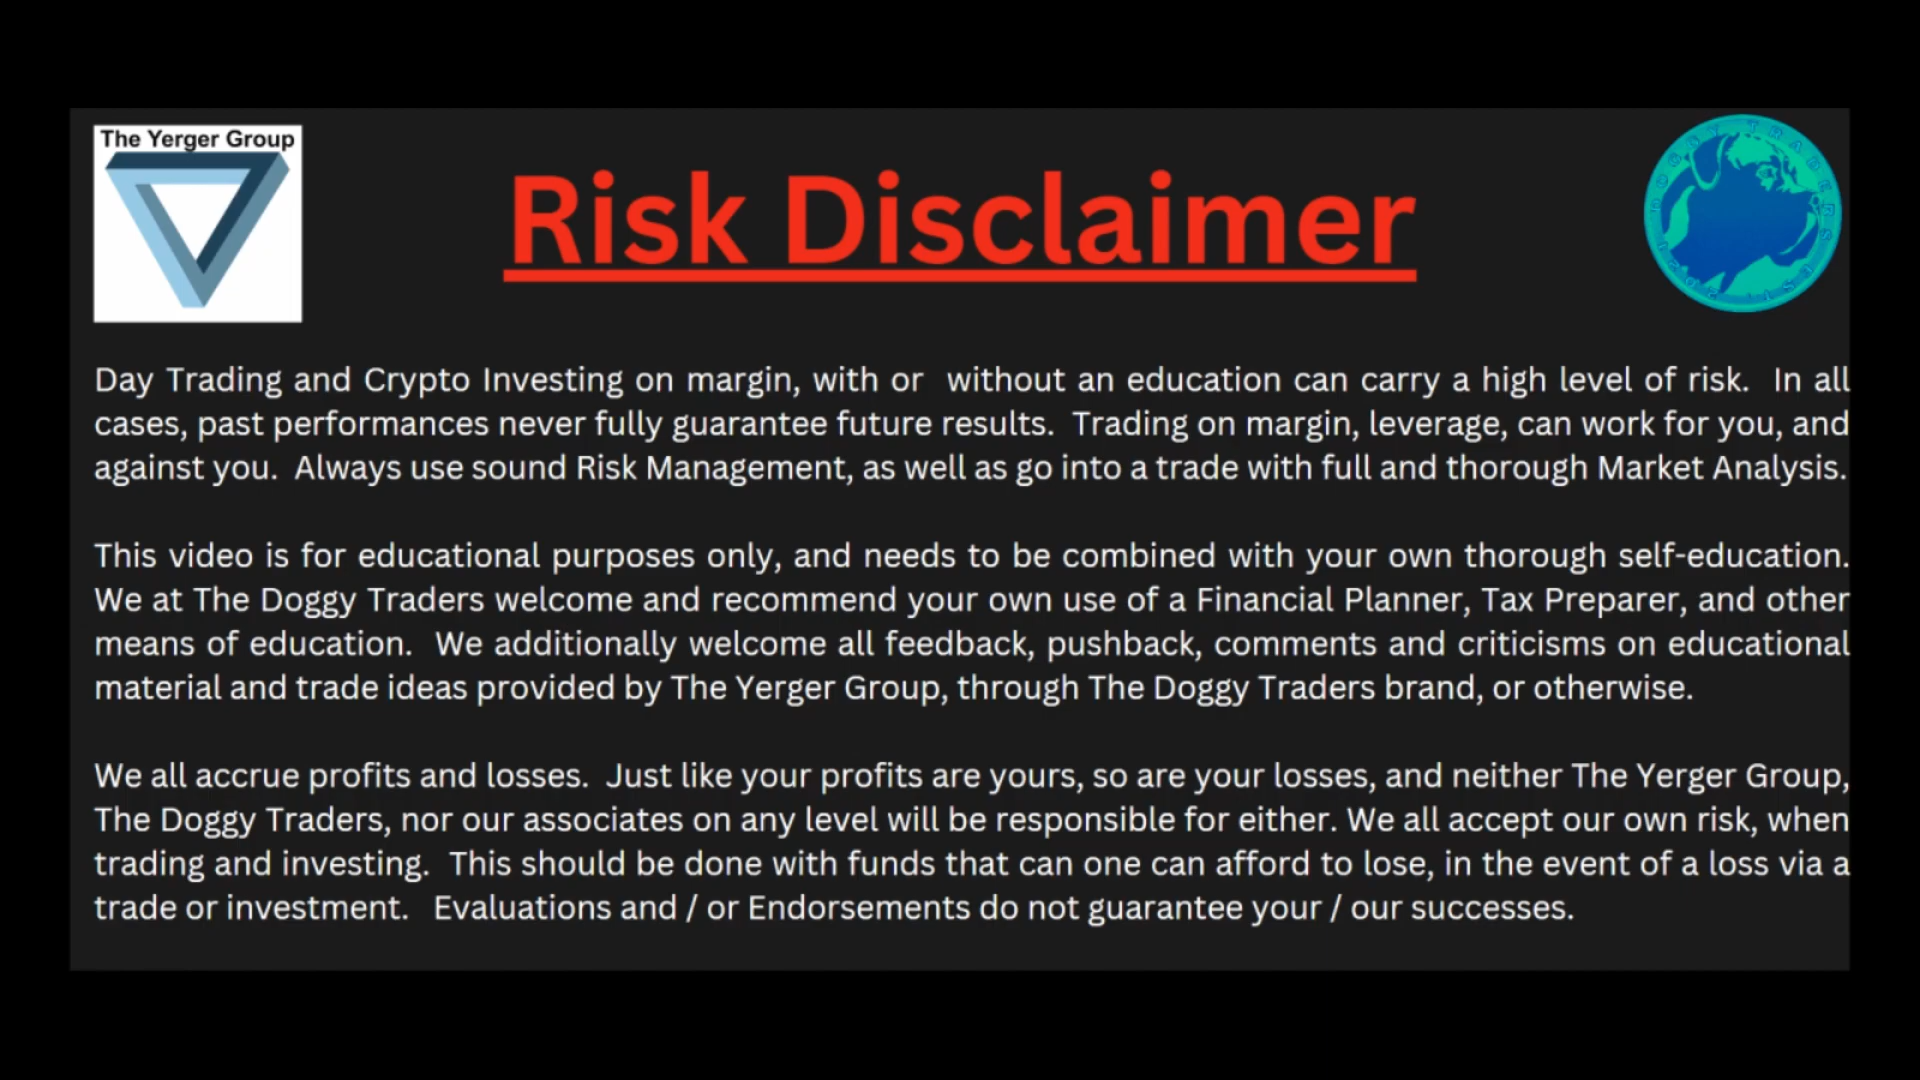 The Yerger Group
DOGGY TRADERS
Risk Disclaimer
Day Trading and Crypto Investing on margin, with or  without an education can carry a high level of risk.  In all
cases, past performances never fully guarantee future results.  Trading on margin, leverage, can work for you, and
against you.  Always use sound Risk Management, as well as go into a trade with full and thorough Market Analysis.
This video is for educational purposes only, and needs to be combined with your own thorough self-education.
We at The Doggy Traders welcome and recommend your own use of a Financial Planner, Tax Preparer, and other
means of education.  We additionally welcome all feedback, pushback, comments and criticisms on educational
material and trade ideas provided by The Yerger Group, through The Doggy Traders brand, or otherwise.
We all accrue profits and losses.  Just like your profits are yours, so are your losses, and neither The Yerger Group,
The Doggy Traders, nor our associates on any level will be responsible for either. We all accept our own risk, when
trading and investing.  This should be done with funds that can one can afford to lose, in the event of a loss via a
trade or investment.   Evaluations and / or Endorsements do not guarantee your / our successes.